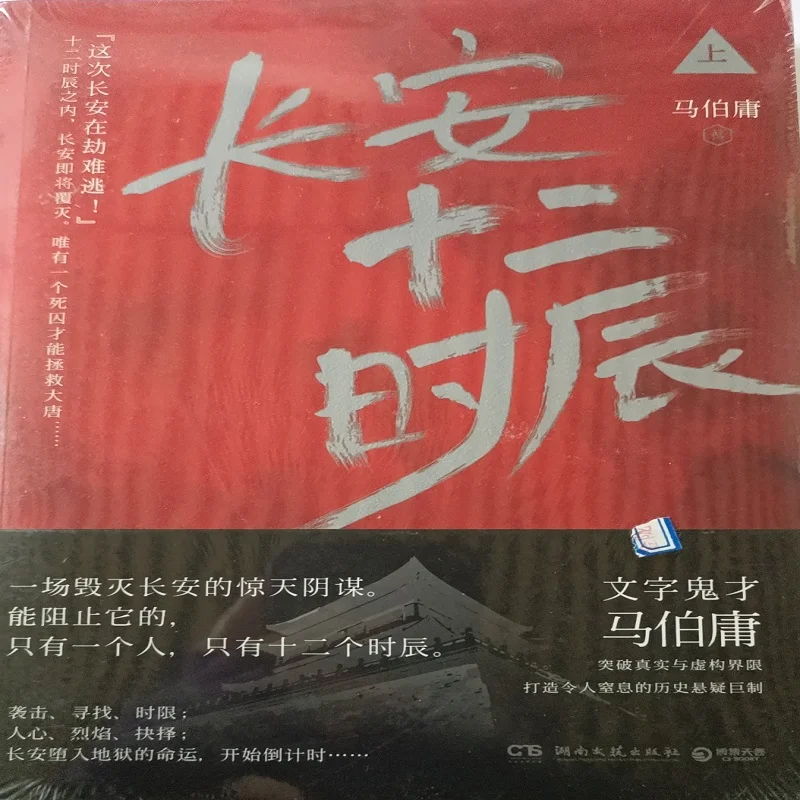 上
马伯庸
著
长安
十二
时辰
『这次长安在劫难逃！』
十二时辰之内，长安即将覆灭。唯有一个死囚才能拯救大唐……
一场毁灭长安的惊天阴谋。
能阻止它的，
只有一个人，只有十二个时辰。
袭击、寻找、时限；
人心、烈焰、抉择；
长安堕入地狱的命运，开始倒计时……
文字鬼才
马伯庸
突破真实与虚构界限
打造令人窒息的历史悬疑巨制
湖南文艺出版社
博集天卷
CS-BOOKY